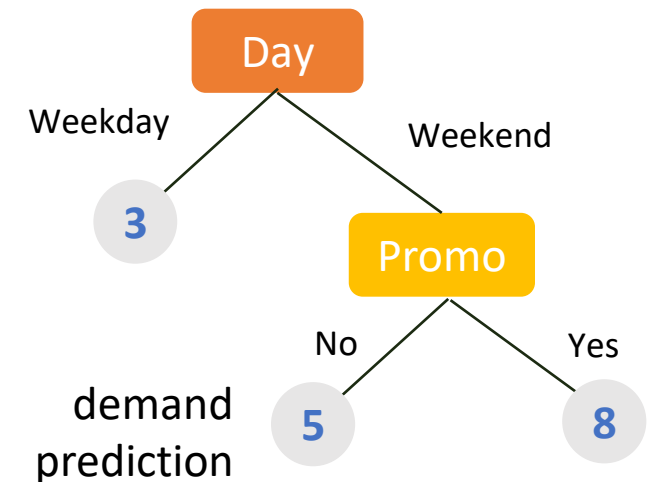 Day
Weekday
Weekend
3
Promo
No
Yes
demand
prediction
5
8